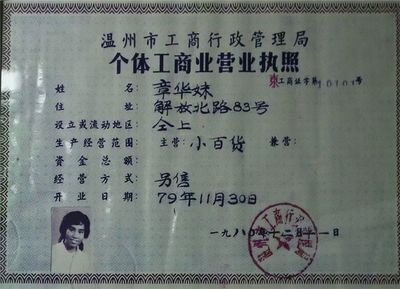 温州市工商行政管理局
个体工商业营业执照
东工商证字第10101号
姓名:章华妹
住址:解放北路83号
设立或流动地区:仝上
生产经营范围:主营:小百货 兼营:
资金总额:
经营方式:另售
开业日期:79年11月30日
一九八〇年十二月十一日